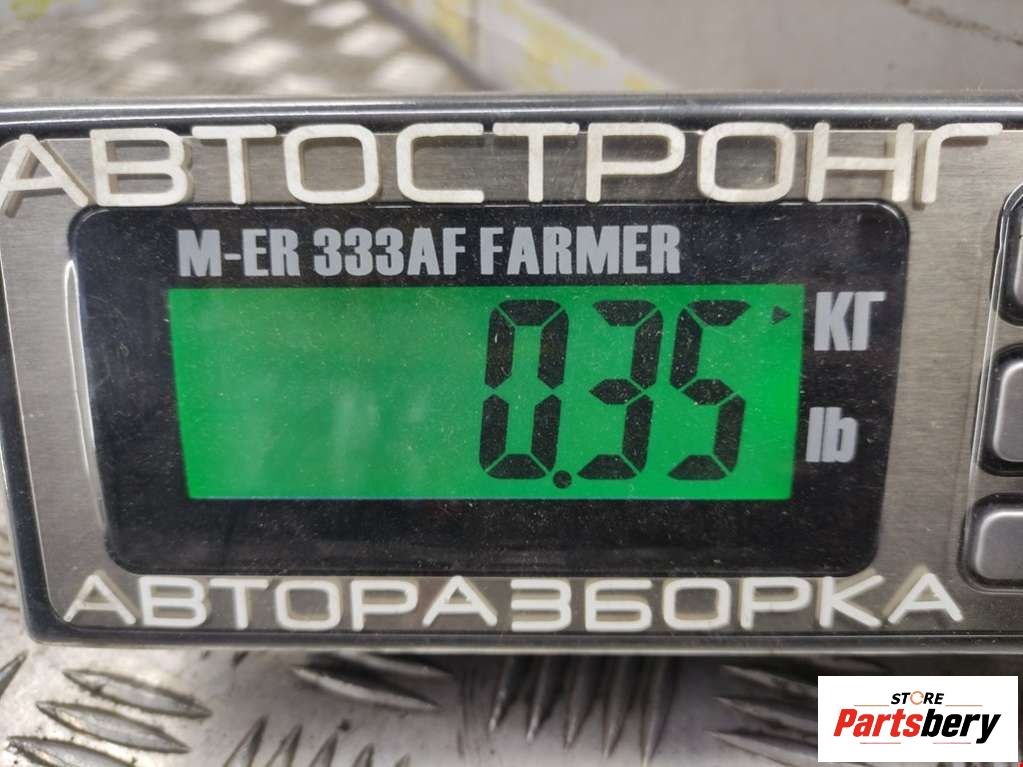 АВТОСТРОНГ
M-ER 333AF FARMER
0.35
КГ
lb
АВТОРАЗБОРКА
STORE
Partsbery